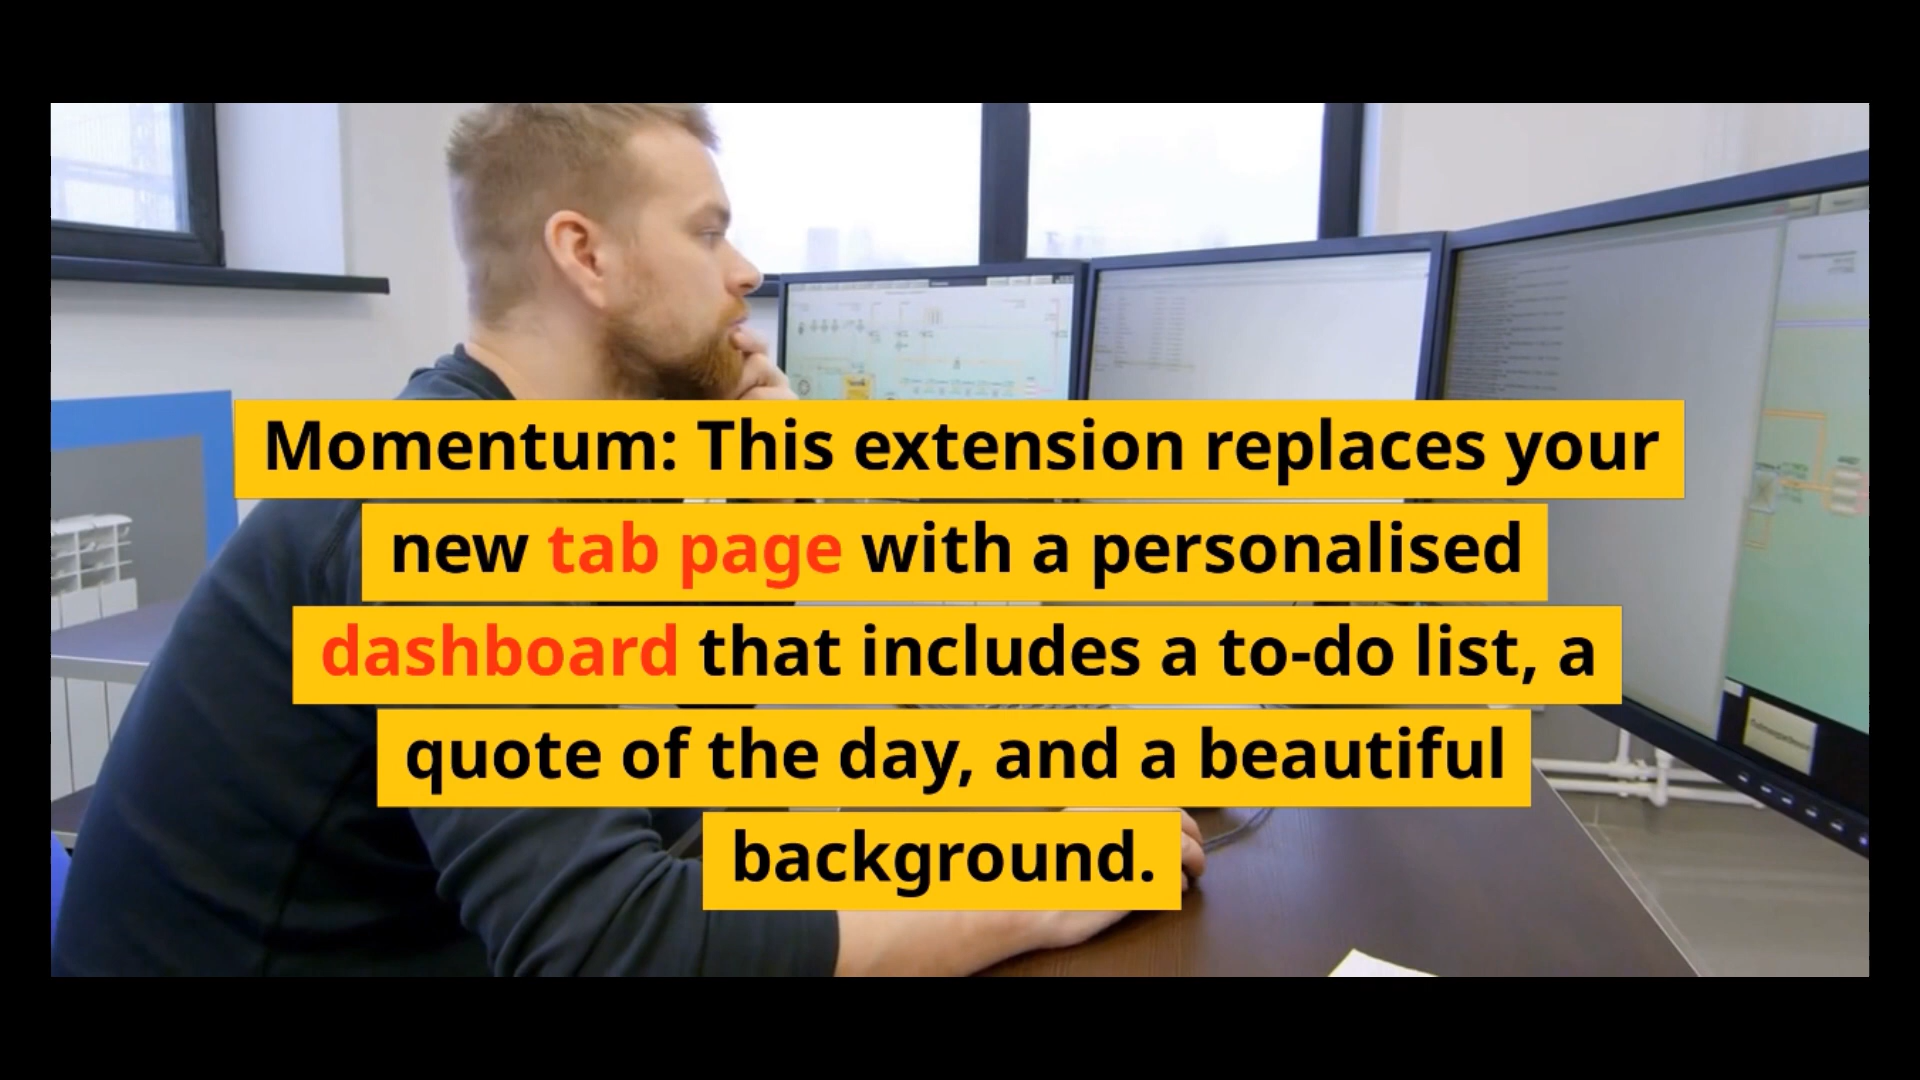 Momentum: This extension replaces your
new tab page with a personalised
dashboard that includes a to-do list, a
quote of the day, and a beautiful
background.